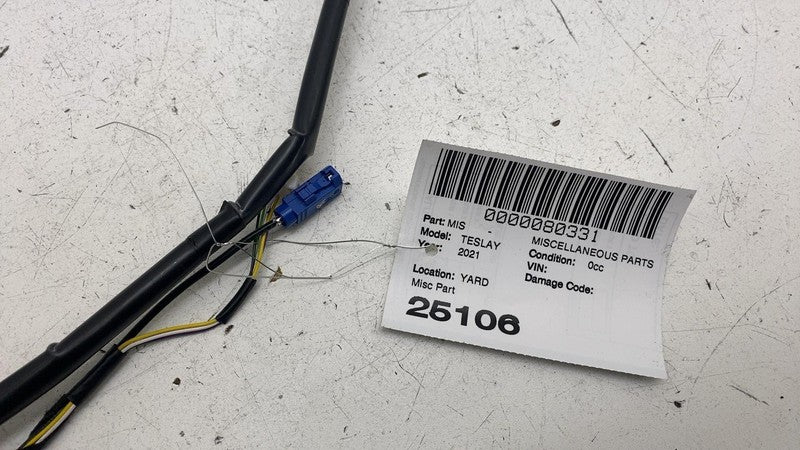 0000080331
Part: MIS - MISCELLANEOUS PARTS
Model: TESLAY Condition: 0cc
Year: 2021 VIN:
Damage Code:
Location: YARD
Misc Part
25106